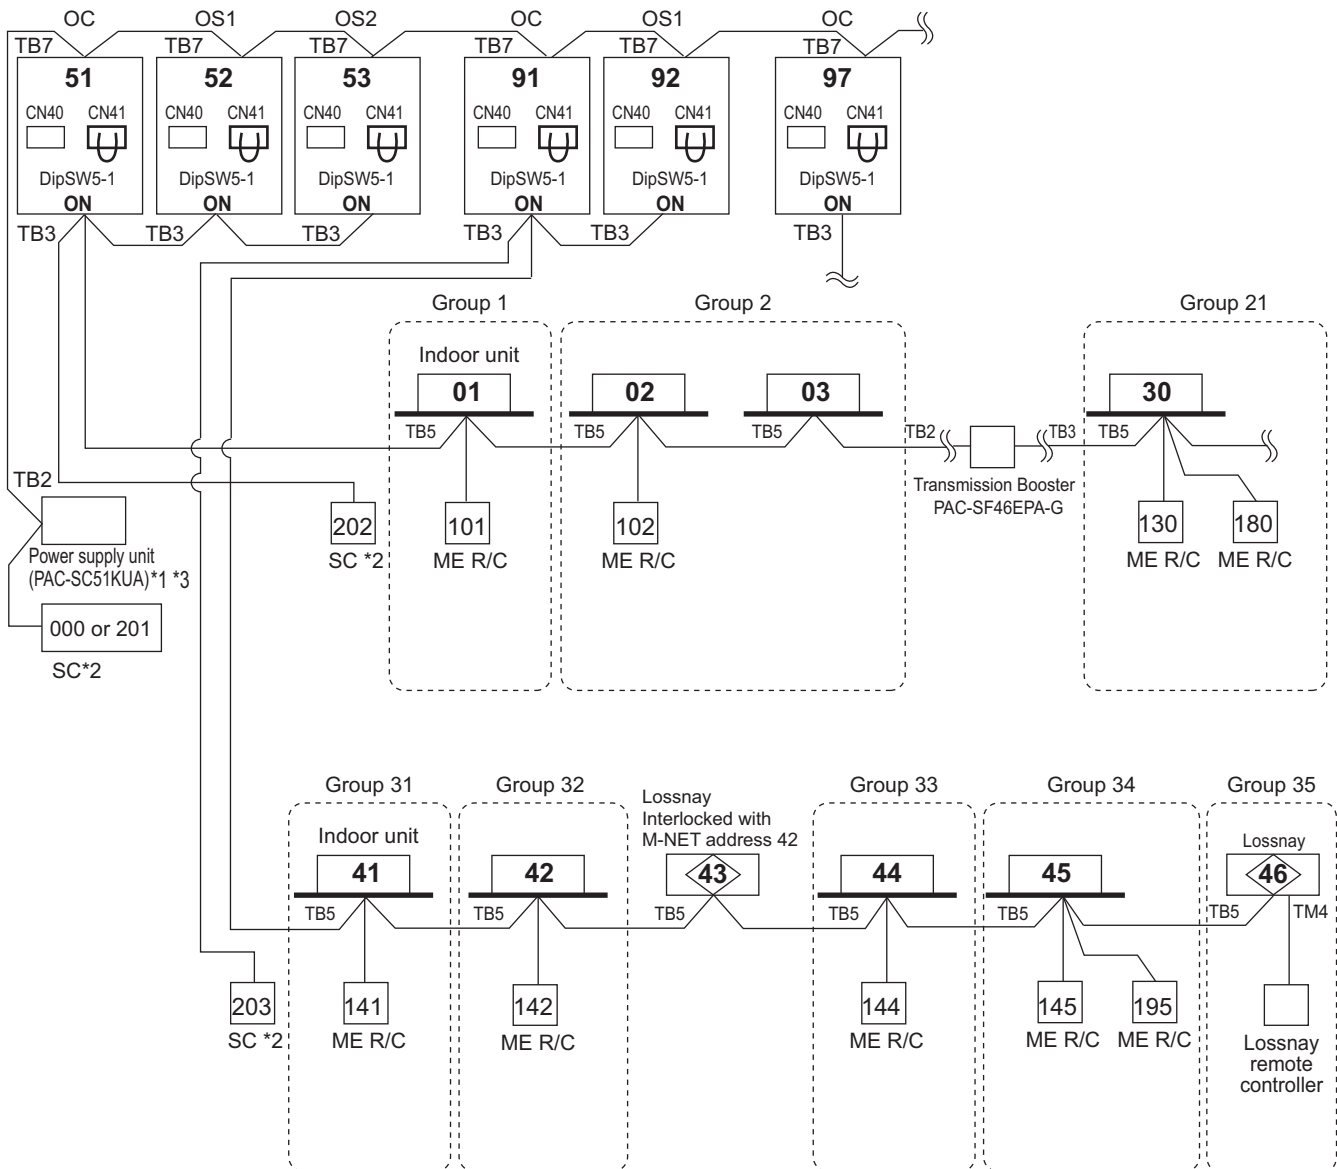 OC OS1 OS2 OC OS1 OC
TB7 TB7 TB7 TB7 TB7 TB7
51 52 53 91 92 97
CN40 CN41 CN40 CN41 CN40 CN41 CN40 CN41 CN40 CN41 CN40 CN41
DipSW5-1 DipSW5-1 DipSW5-1 DipSW5-1 DipSW5-1 DipSW5-1
ON ON ON ON ON ON
TB3 TB3 TB3 TB3 TB3 TB3
Group 1 Group 2 Group 21
Indoor unit
01 02 03 30
TB5 TB5 TB5 TB2 TB3 TB5
Transmission Booster
PAC-SF46EPA-G
TB2
202 101 102 130 180
SC *2 ME R/C ME R/C ME R/C ME R/C
Power supply unit
(PAC-SC51KUA)*1 *3
000 or 201
SC*2
Group 31 Group 32 Group 33 Group 34 Group 35
Lossnay
Interlocked with
M-NET address 42
Indoor unit Lossnay
41 42 43 44 45 46
TB5 TB5 TB5 TB5 TB5 TB5 TM4
203 141 142 144 145 195
SC *2 ME R/C ME R/C ME R/C ME R/C ME R/C
Lossnay
remote
controller